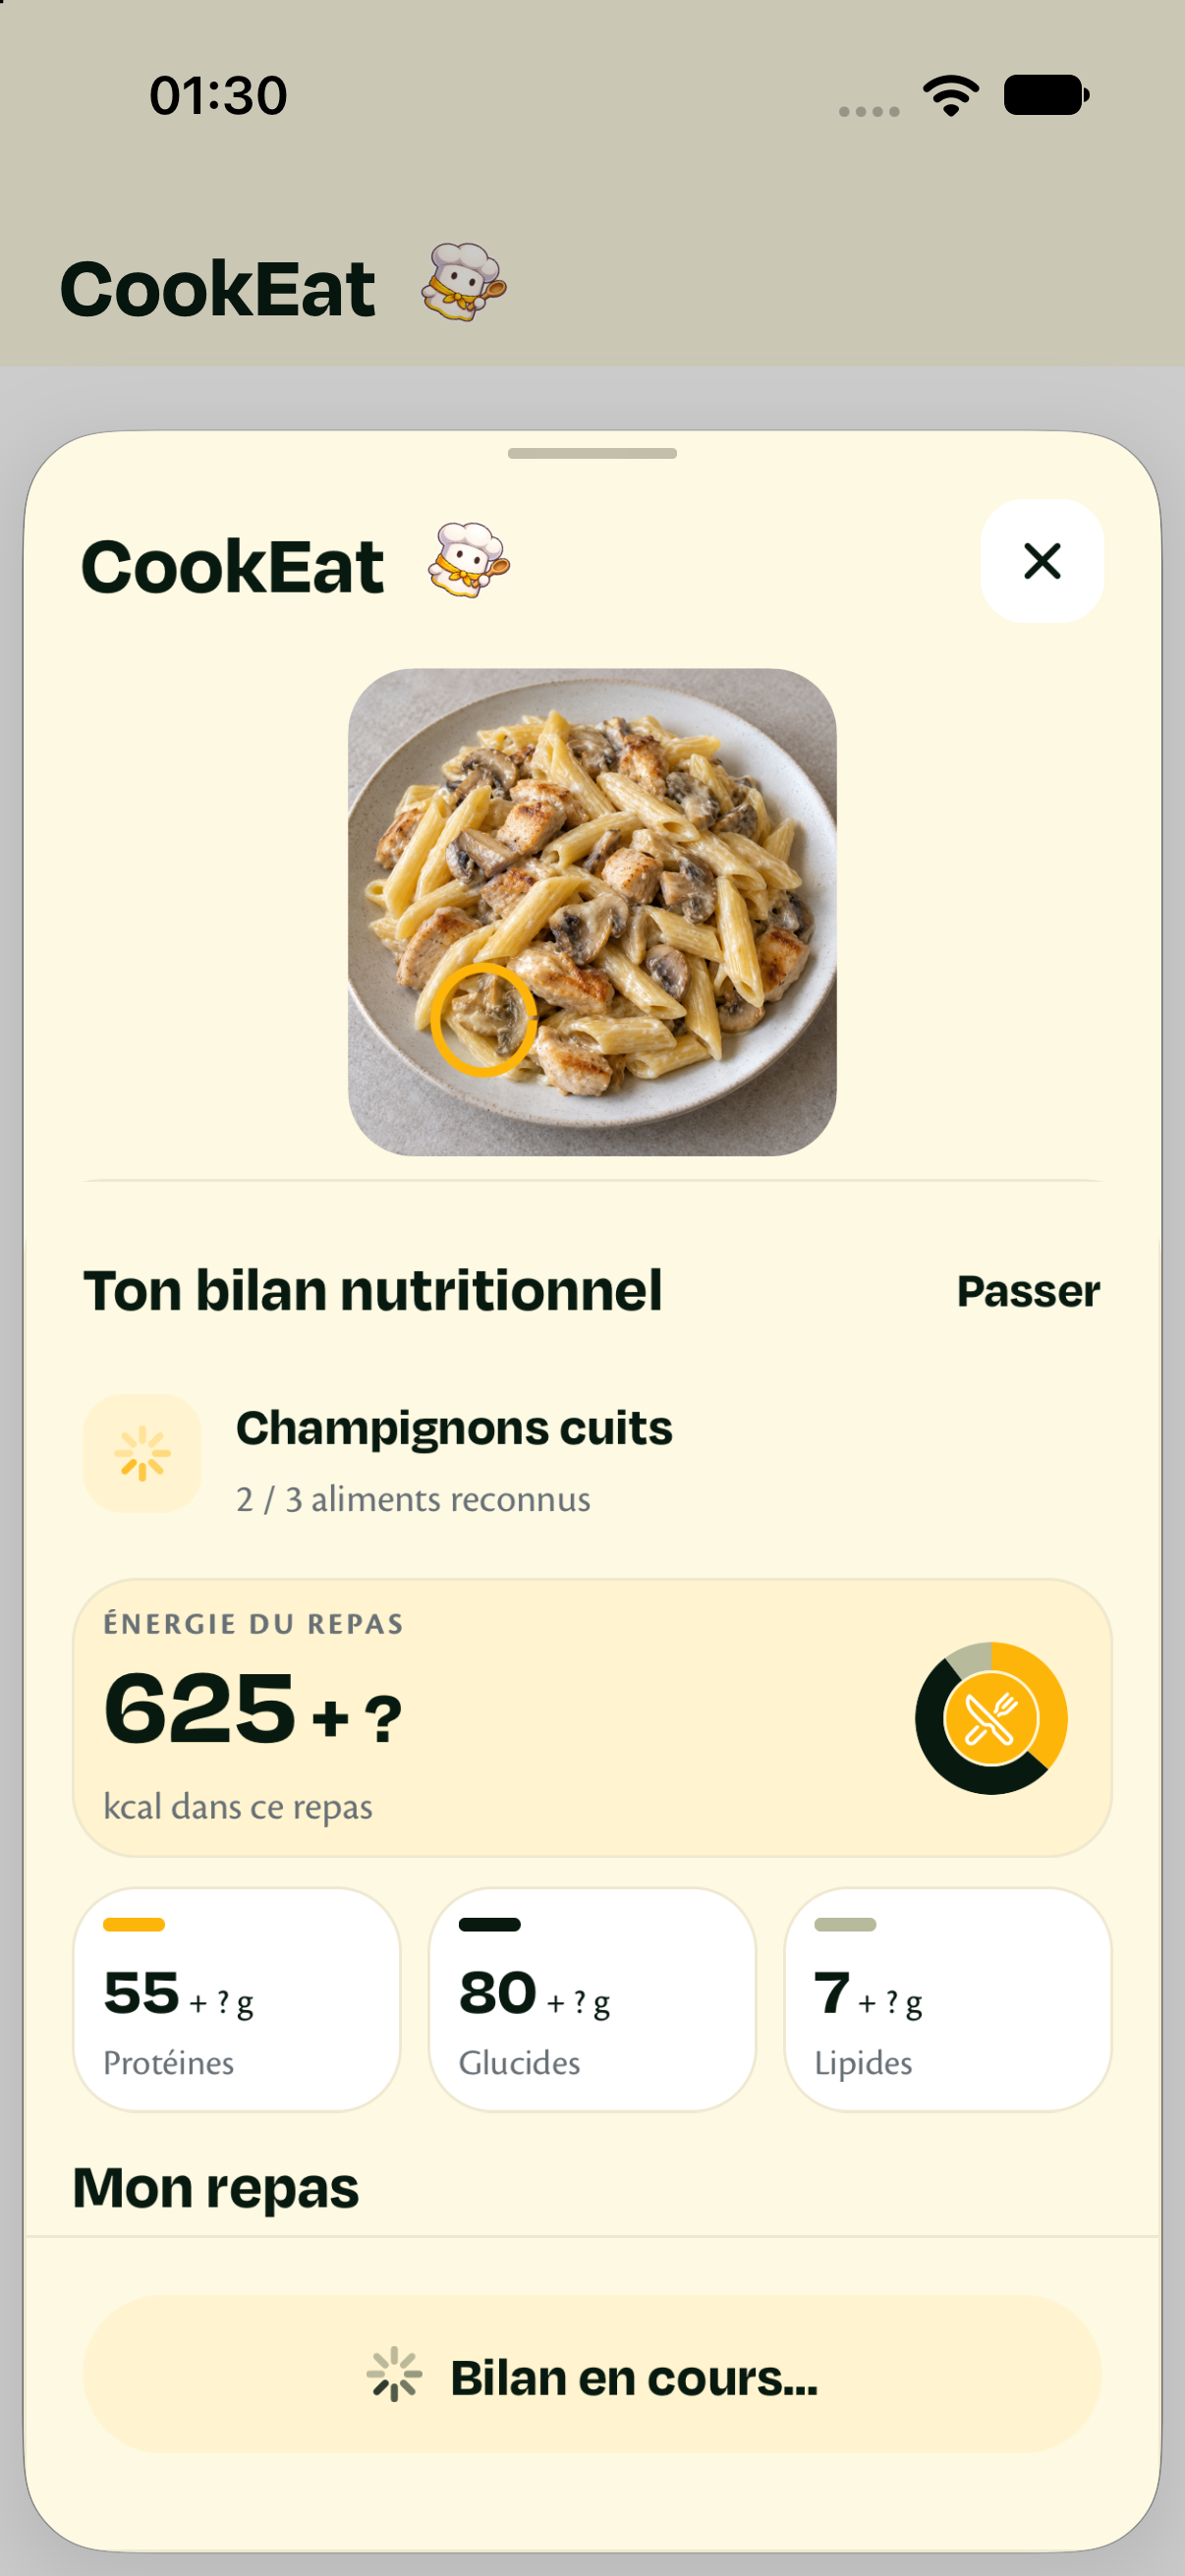 01:30
CookEat
CookEat
Ton bilan nutritionnel
Passer
Champignons cuits
2 / 3 aliments reconnus
ÉNERGIE DU REPAS
625 + ?
kcal dans ce repas
55 + ? g
Protéines
80 + ? g
Glucides
7 + ? g
Lipides
Mon repas
Bilan en cours...